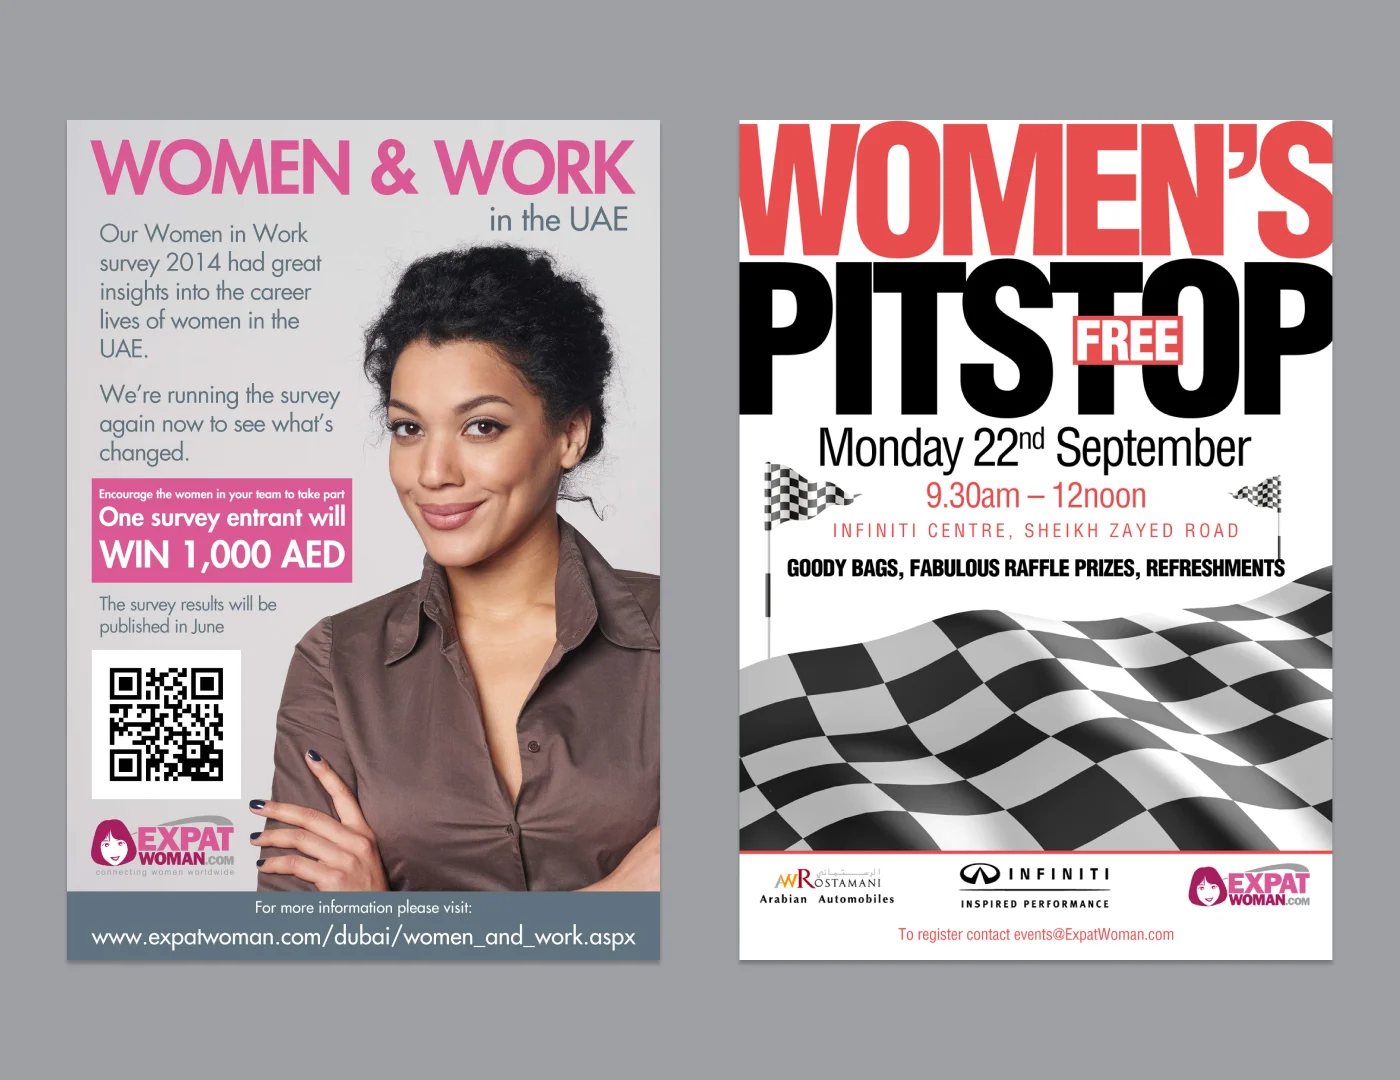 WOMEN & WORK
in the UAE
Our Women in Work
survey 2014 had great
insights into the career
lives of women in the
UAE.
We're running the survey
again now to see what's
changed.
Encourage the women in your team to take part
One survey entrant will
WIN 1,000 AED
The survey results will be
published in June
EXPAT
WOMAN.COM
connecting women worldwide
For more information please visit:
www.expatwoman.com/dubai/women_and_work.aspx
WOMEN'S
PITSTOP
FREE
Monday 22nd September
9.30am – 12noon
INFINITI CENTRE, SHEIKH ZAYED ROAD
GOODY BAGS, FABULOUS RAFFLE PRIZES, REFRESHMENTS
الرستماني
AWROSTAMANI
Arabian Automobiles
INFINITI
INSPIRED PERFORMANCE
EXPAT
WOMAN.COM
To register contact events@ExpatWoman.com